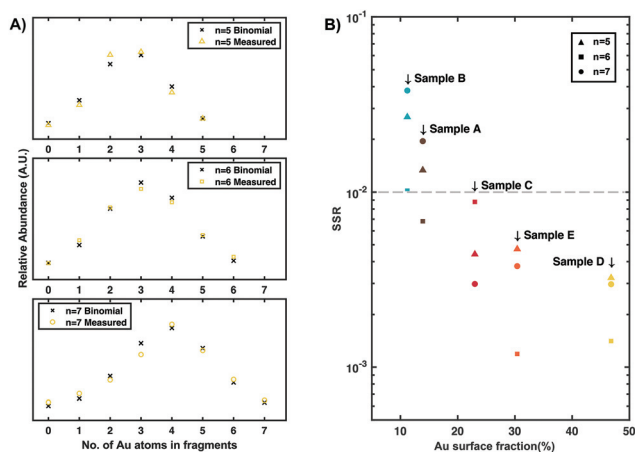 A)
n=5 Binomial
n=5 Measured
0 1 2 3 4 5 6 7
n=6 Binomial
n=6 Measured
0 1 2 3 4 5 6 7
n=7 Binomial
n=7 Measured
0 1 2 3 4 5 6 7
Relative Abundance (A.U.)
No. of Au atoms in fragments
B)
n=5
n=6
n=7
Sample B
Sample A
Sample C
Sample E
Sample D
10⁻¹
10⁻²
10⁻³
SSR
10 20 30 40 50
Au surface fraction(%)